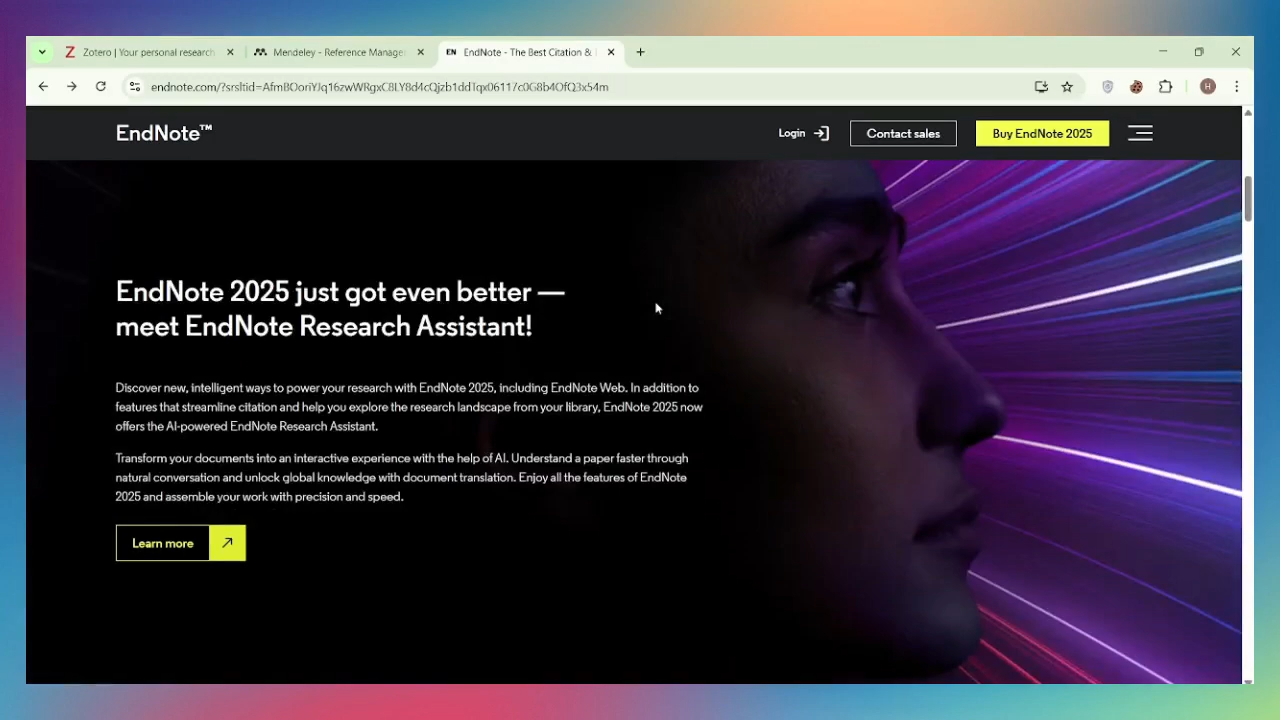 Zotero | Your personal research
Mendeley - Reference Manage
EN EndNote - The Best Citation &
endnote.com/?srsltid=AfmBOoriYJq16zwWRgxC8LY8d4cQjzb1ddTqx06117c0G8b4OfQ3x54m
H
EndNote™
Login
Contact sales
Buy EndNote 2025
EndNote 2025 just got even better —
meet EndNote Research Assistant!
Discover new, intelligent ways to power your research with EndNote 2025, including EndNote Web. In addition to
features that streamline citation and help you explore the research landscape from your library, EndNote 2025 now
offers the AI-powered EndNote Research Assistant.
Transform your documents into an interactive experience with the help of AI. Understand a paper faster through
natural conversation and unlock global knowledge with document translation. Enjoy all the features of EndNote
2025 and assemble your work with precision and speed.
Learn more